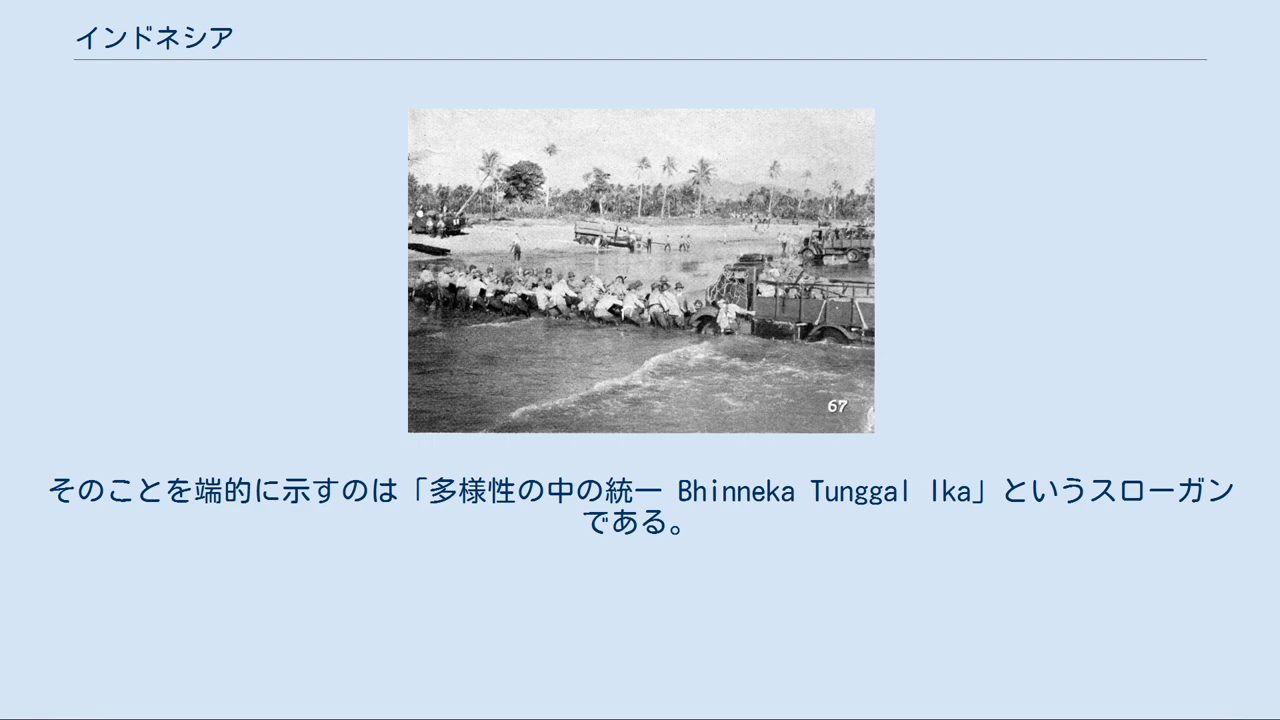 インドネシア
67
そのことを端的に示すのは「多様性の中の統一 Bhinneka Tunggal Ika」というスローガン
である。